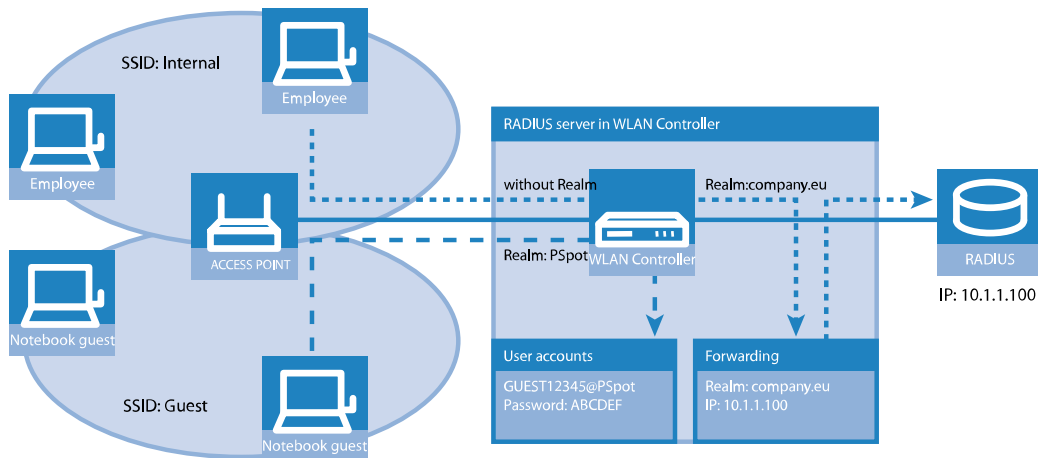 SSID: Internal
Employee
Employee
RADIUS server in WLAN Controller
without Realm
Realm:company.eu
ACCESS POINT
Realm: PSpot
WLAN Controller
RADIUS
IP: 10.1.1.100
Notebook guest
User accounts
GUEST12345@PSpot
Password: ABCDEF
Forwarding
Realm: company.eu
IP: 10.1.1.100
SSID: Guest
Notebook guest